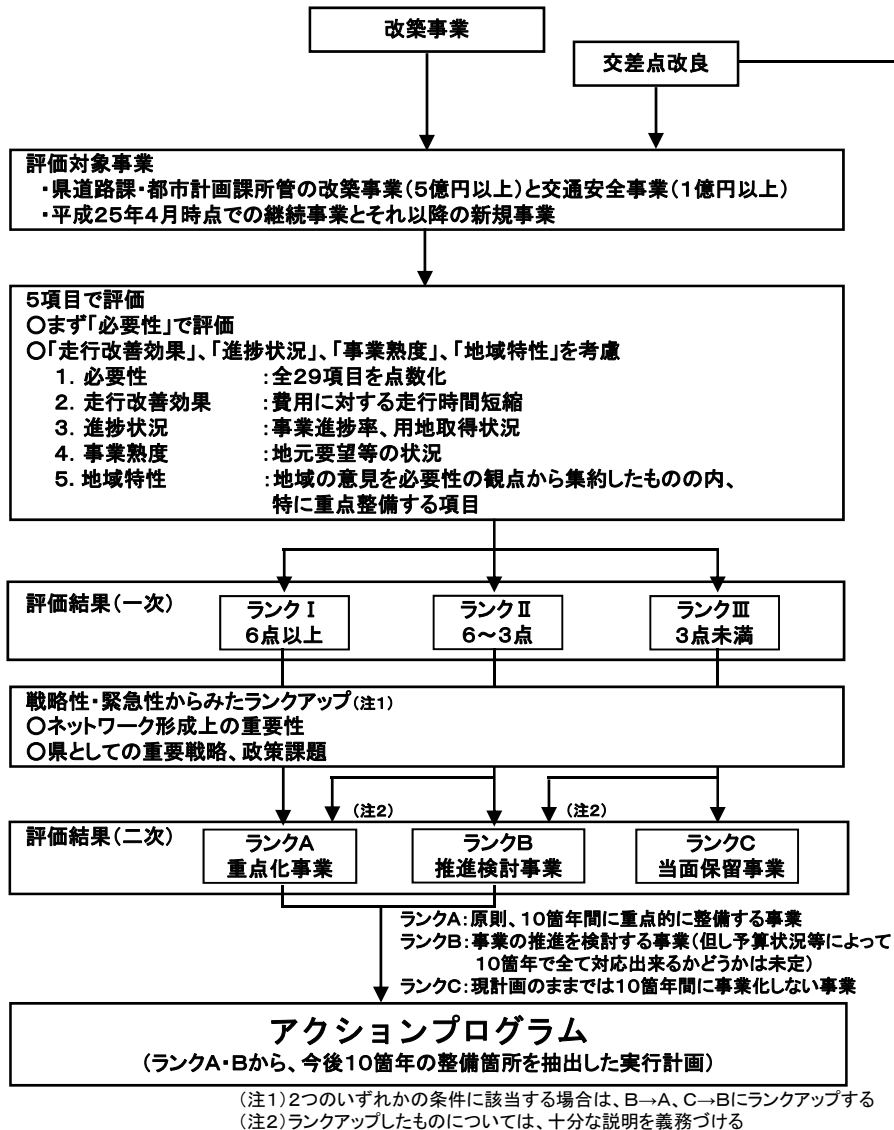 改築事業
交差点改良
評価対象事業
・県道路課・都市計画課所管の改築事業(5億円以上)と交通安全事業(1億円以上)
・平成25年4月時点での継続事業とそれ以降の新規事業
5項目で評価
○まず「必要性」で評価
○「走行改善効果」、「進捗状況」、「事業熟度」、「地域特性」を考慮
1. 必要性 :全29項目を点数化
2. 走行改善効果 :費用に対する走行時間短縮
3. 進捗状況 :事業進捗率、用地取得状況
4. 事業熟度 :地元要望等の状況
5. 地域特性 :地域の意見を必要性の観点から集約したものの内、
特に重点整備する項目
評価結果(一次)
ランクⅠ
6点以上
ランクⅡ
6~3点
ランクⅢ
3点未満
戦略性・緊急性からみたランクアップ(注1)
○ネットワーク形成上の重要性
○県としての重要戦略、政策課題
(注2)
(注2)
評価結果(二次)
ランクA
重点化事業
ランクB
推進検討事業
ランクC
当面保留事業
ランクA:原則、10箇年間に重点的に整備する事業
ランクB:事業の推進を検討する事業(但し予算状況等によって
10箇年で全て対応出来るかどうかは未定)
ランクC:現計画のままでは10箇年間に事業化しない事業
アクションプログラム
(ランクA・Bから、今後10箇年の整備箇所を抽出した実行計画)
(注1)2つのいずれかの条件に該当する場合は、B→A、C→Bにランクアップする
(注2)ランクアップしたものについては、十分な説明を義務づける